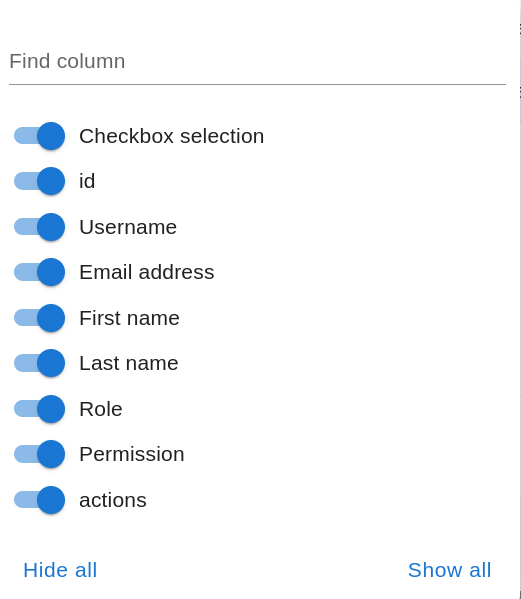 Find column
Checkbox selection
id
Username
Email address
First name
Last name
Role
Permission
actions
Hide all
Show all